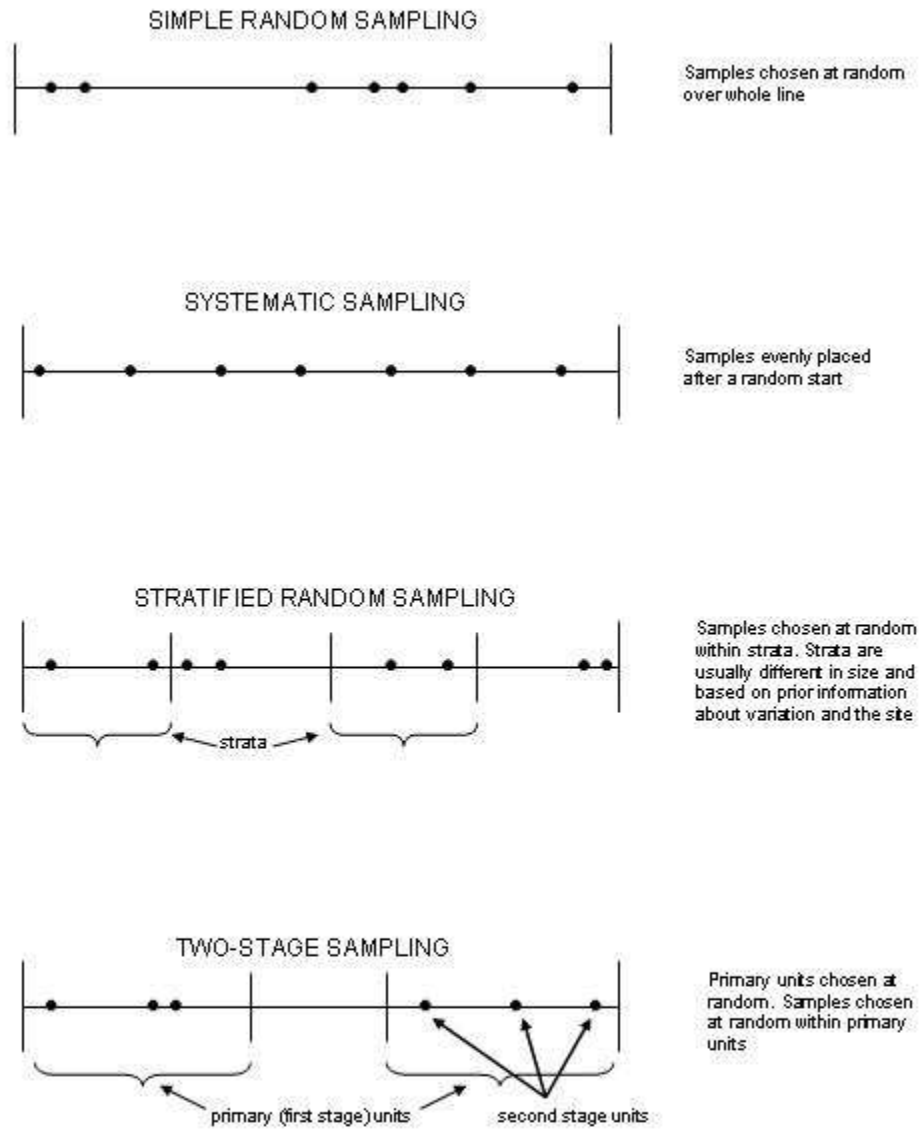 SIMPLE RANDOM SAMPLING
Samples chosen at random
over whole line
SYSTEMATIC SAMPLING
Samples evenly placed
after a random start
STRATIFIED RANDOM SAMPLING
Samples chosen at random
within strata. Strata are
usually different in size and
based on prior information
about variation and the site
strata
TWO-STAGE SAMPLING
Primary units chosen at
random. Samples chosen
at random within primary
units
primary (first stage) units
second stage units